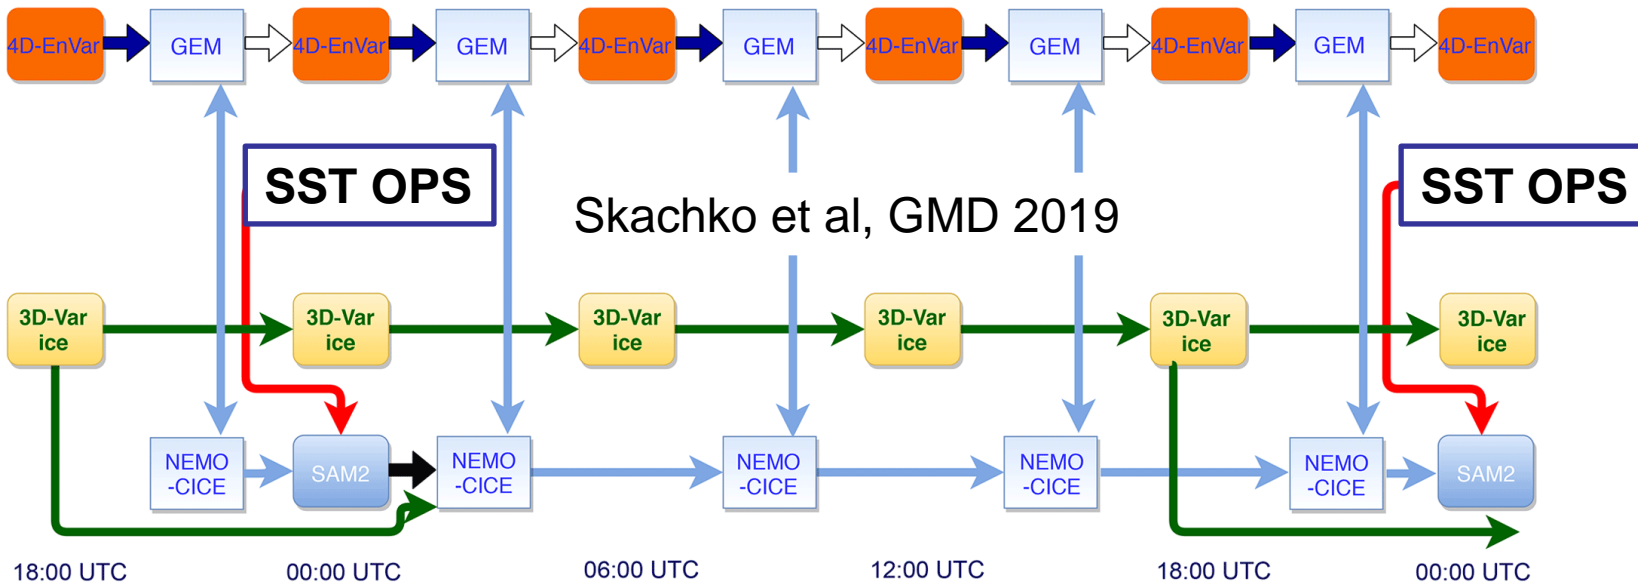 4D-EnVar GEM 4D-EnVar GEM 4D-EnVar GEM 4D-EnVar GEM 4D-EnVar GEM 4D-EnVar
SST OPS
SST OPS
Skachko et al, GMD 2019
3D-Var
ice
3D-Var
ice
3D-Var
ice
3D-Var
ice
3D-Var
ice
3D-Var
ice
NEMO
-CICE
SAM2
NEMO
-CICE
NEMO
-CICE
NEMO
-CICE
NEMO
-CICE
SAM2
18:00 UTC 00:00 UTC 06:00 UTC 12:00 UTC 18:00 UTC 00:00 UTC